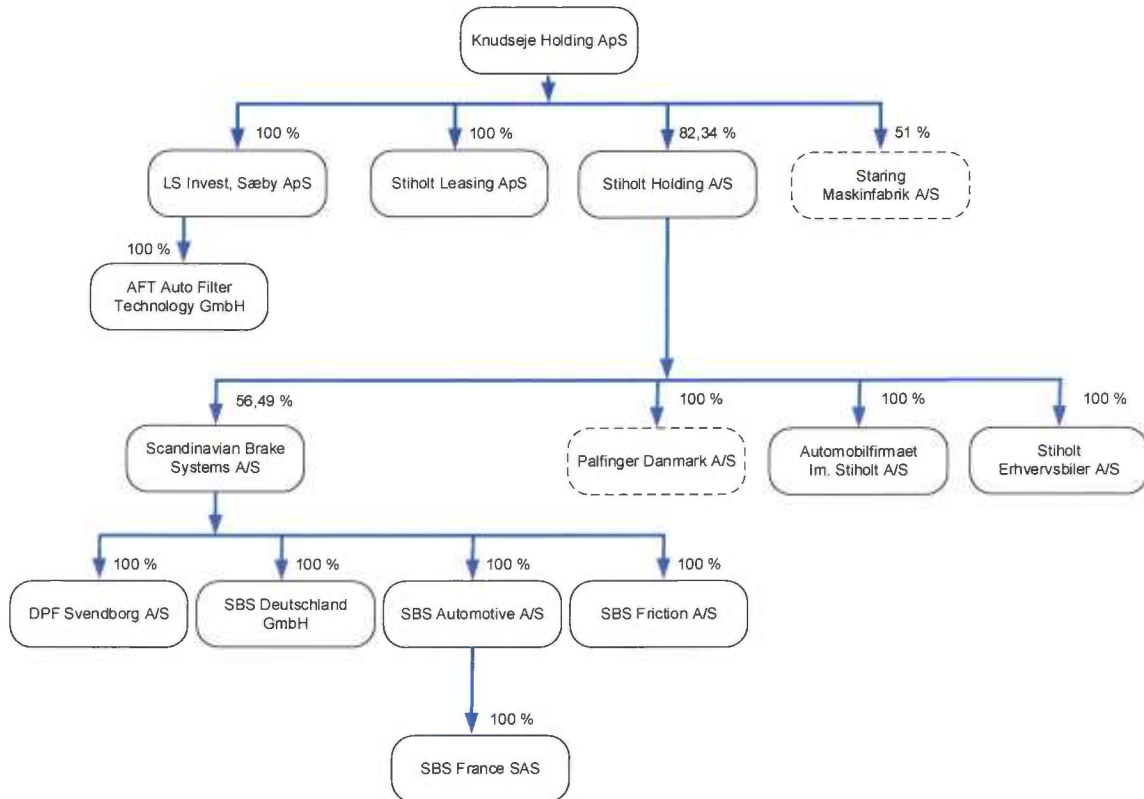 Knudseje Holding ApS
100 %
100 %
82,34 %
51 %
LS Invest, Sæby ApS
Stiholt Leasing ApS
Stiholt Holding A/S
Staring
Maskinfabrik A/S
100 %
AFT Auto Filter
Technology GmbH
56,49 %
100 %
100 %
100 %
Scandinavian Brake
Systems A/S
Palfinger Danmark A/S
Automobilfirmaet
Im. Stiholt A/S
Stiholt
Erhvervsbiler A/S
100 %
100 %
100 %
100 %
DPF Svendborg A/S
SBS Deutschland
GmbH
SBS Automotive A/S
SBS Friction A/S
100 %
SBS France SAS